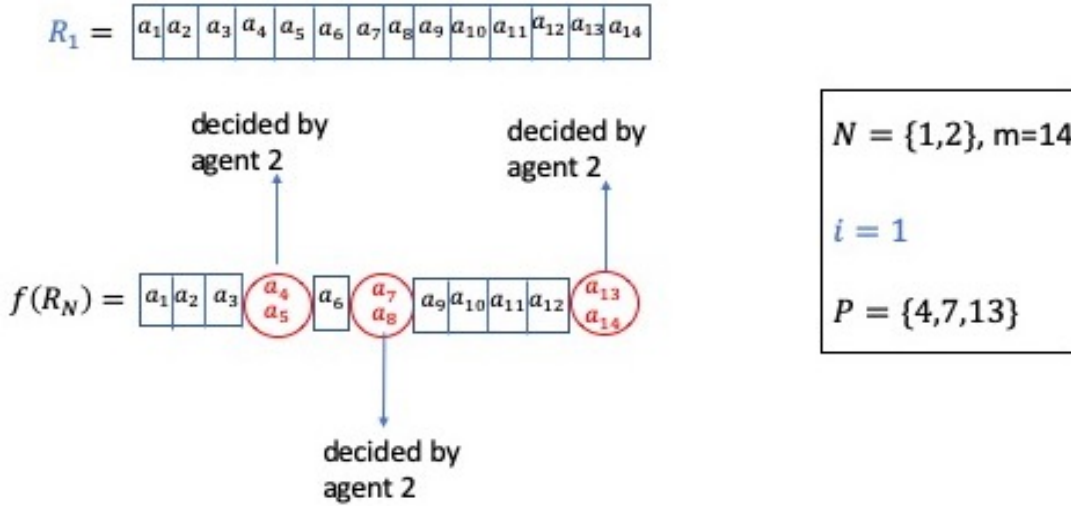 R₁ = a₁ a₂ a₃ a₄ a₅ a₆ a₇ a₈ a₉ a₁₀ a₁₁ a₁₂ a₁₃ a₁₄
decided by
agent 2
decided by
agent 2
f(R_N) = a₁ a₂ a₃ a₄ a₅ a₆ a₇ a₈ a₉ a₁₀ a₁₁ a₁₂ a₁₃ a₁₄
decided by
agent 2
N = {1,2}, m=14
i = 1
P = {4,7,13}